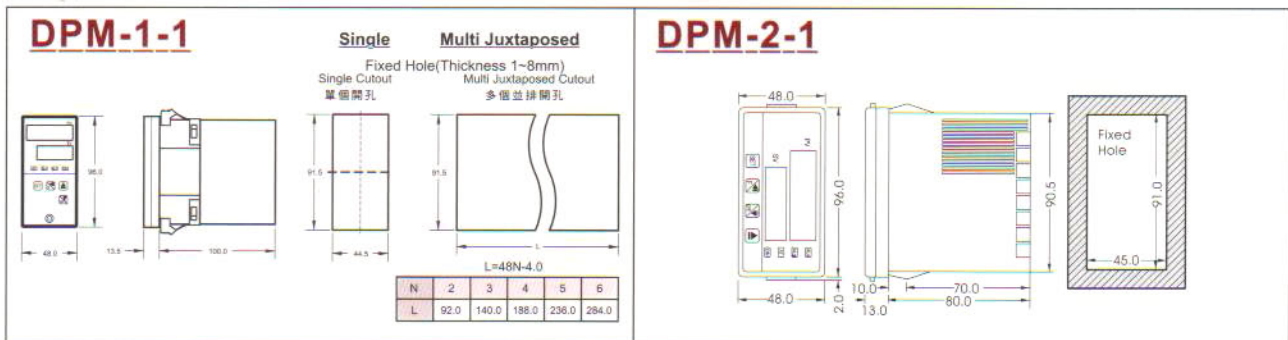 DPM-1-1
Single Multi Juxtaposed
Fixed Hole(Thickness 1~8mm)
Single Cutout Multi Juxtaposed Cutout
單個開孔 多個並排開孔
96.0
91.5
91.5
48.0
13.5
100.0
44.5
L
L=48N-4.0
N 2 3 4 5 6
L 92.0 140.0 188.0 236.0 284.0
DPM-2-1
48.0
PV
SV
96.0
90.5
Fixed
Hole
91.0
45.0
10.0
70.0
48.0
2.0
13.0
80.0